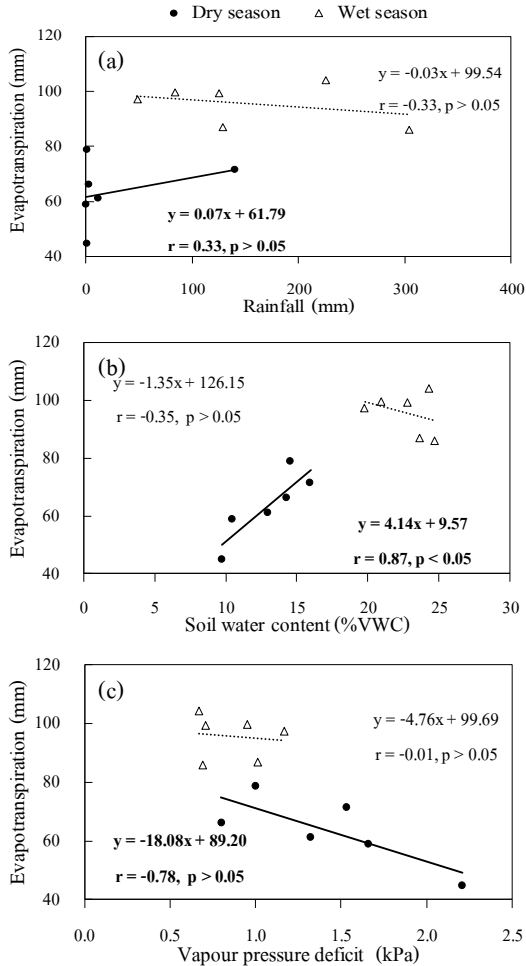 Dry season Wet season
120
(a)
y = -0.03x + 99.54
100
r = -0.33, p > 0.05
80
60
y = 0.07x + 61.79
r = 0.33, p > 0.05
40
0 100 200 300 400
Rainfall (mm)
Evapotranspiration (mm)
120
(b)
y = -1.35x + 126.15
100
r = -0.35, p > 0.05
80
60
y = 4.14x + 9.57
r = 0.87, p < 0.05
40
0 5 10 15 20 25 30
Soil water content (%VWC)
Evapotranspiration (mm)
120
(c)
y = -4.76x + 99.69
100
r = -0.01, p > 0.05
80
60
y = -18.08x + 89.20
r = -0.78, p > 0.05
40
0.0 0.5 1.0 1.5 2.0 2.5
Vapour pressure deficit (kPa)
Evapotranspiration (mm)